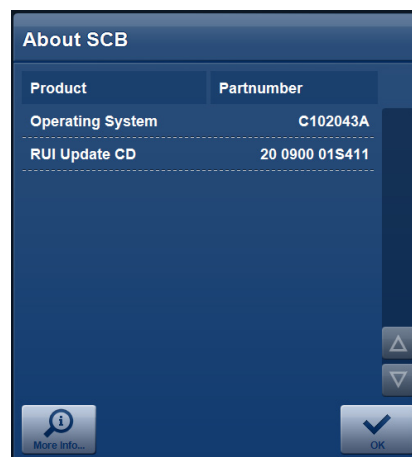 About SCB
Product Partnumber
Operating System C102043A
RUI Update CD 20 0900 01S411
More Info... OK